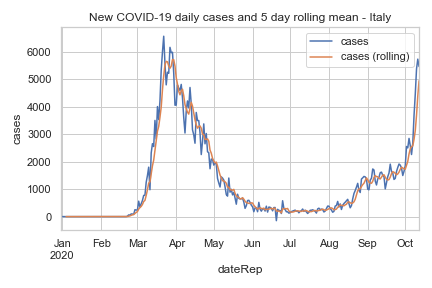 New COVID-19 daily cases and 5 day rolling mean - Italy
cases
cases (rolling)
6000
5000
4000
3000
2000
1000
0
cases
Jan
2020
Feb
Mar
Apr
May
Jun
Jul
Aug
Sep
Oct
dateRep